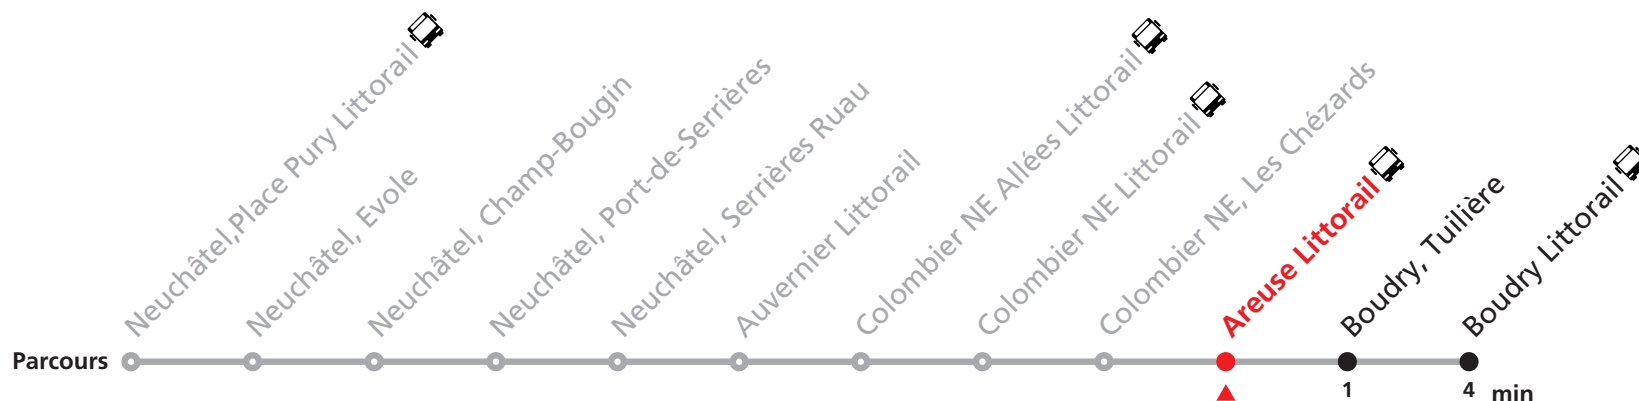 Neuchâtel,Place Pury Littorail
Neuchâtel, Evole
Neuchâtel, Champ-Bougin
Neuchâtel, Port-de-Serrières
Neuchâtel, Serrières Ruau
Auvernier Littorail
Colombier NE Allées Littorail
Colombier NE Littorail
Colombier NE, Les Chézards
Areuse Littorail
Boudry, Tuilière
Boudry Littorail
Parcours
1 4 min